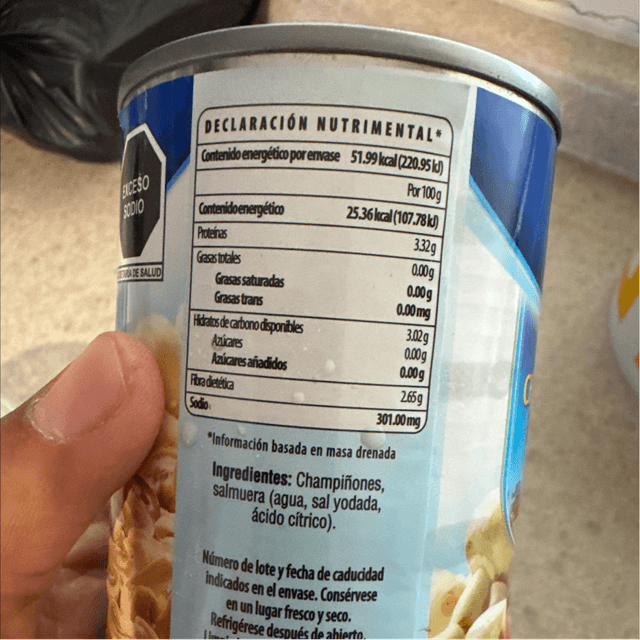 EXCESO
SODIO
SECRETARÍA DE SALUD
DECLARACIÓN NUTRIMENTAL*
Contenido energético por envase 51.99 kcal (220.95 kJ)
Por 100 g
Contenido energético 25.36 kcal (107.78 kJ)
Proteínas 3.32 g
Grasas totales 0.00 g
Grasas saturadas 0.00 g
Grasas trans 0.00 mg
Hidratos de carbono disponibles 3.02 g
Azúcares 0.00 g
Azúcares añadidos 0.00 g
Fibra dietética 2.65 g
Sodio 301.00 mg
*Información basada en masa drenada
Ingredientes: Champiñones,
salmuera (agua, sal yodada,
ácido cítrico).
Número de lote y fecha de caducidad
indicados en el envase. Consérvese
en un lugar fresco y seco.
Refrigérese después de abierto.